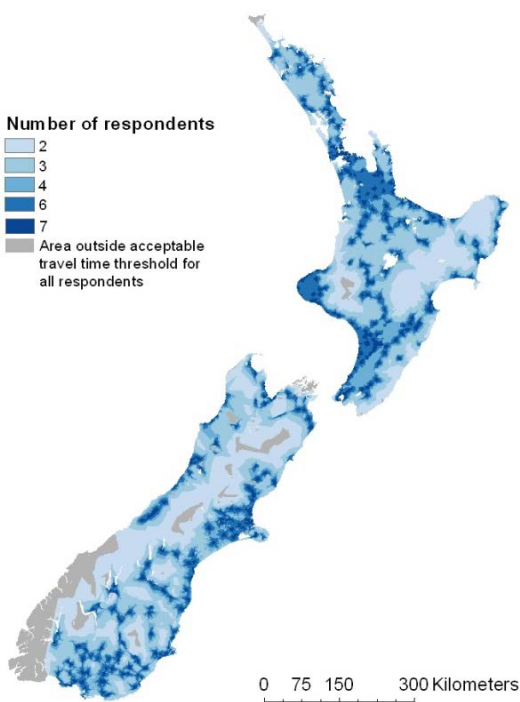 Number of respondents
2
3
4
6
7
Area outside acceptable
travel time threshold for
all respondents
0 75 150 300 Kilometers